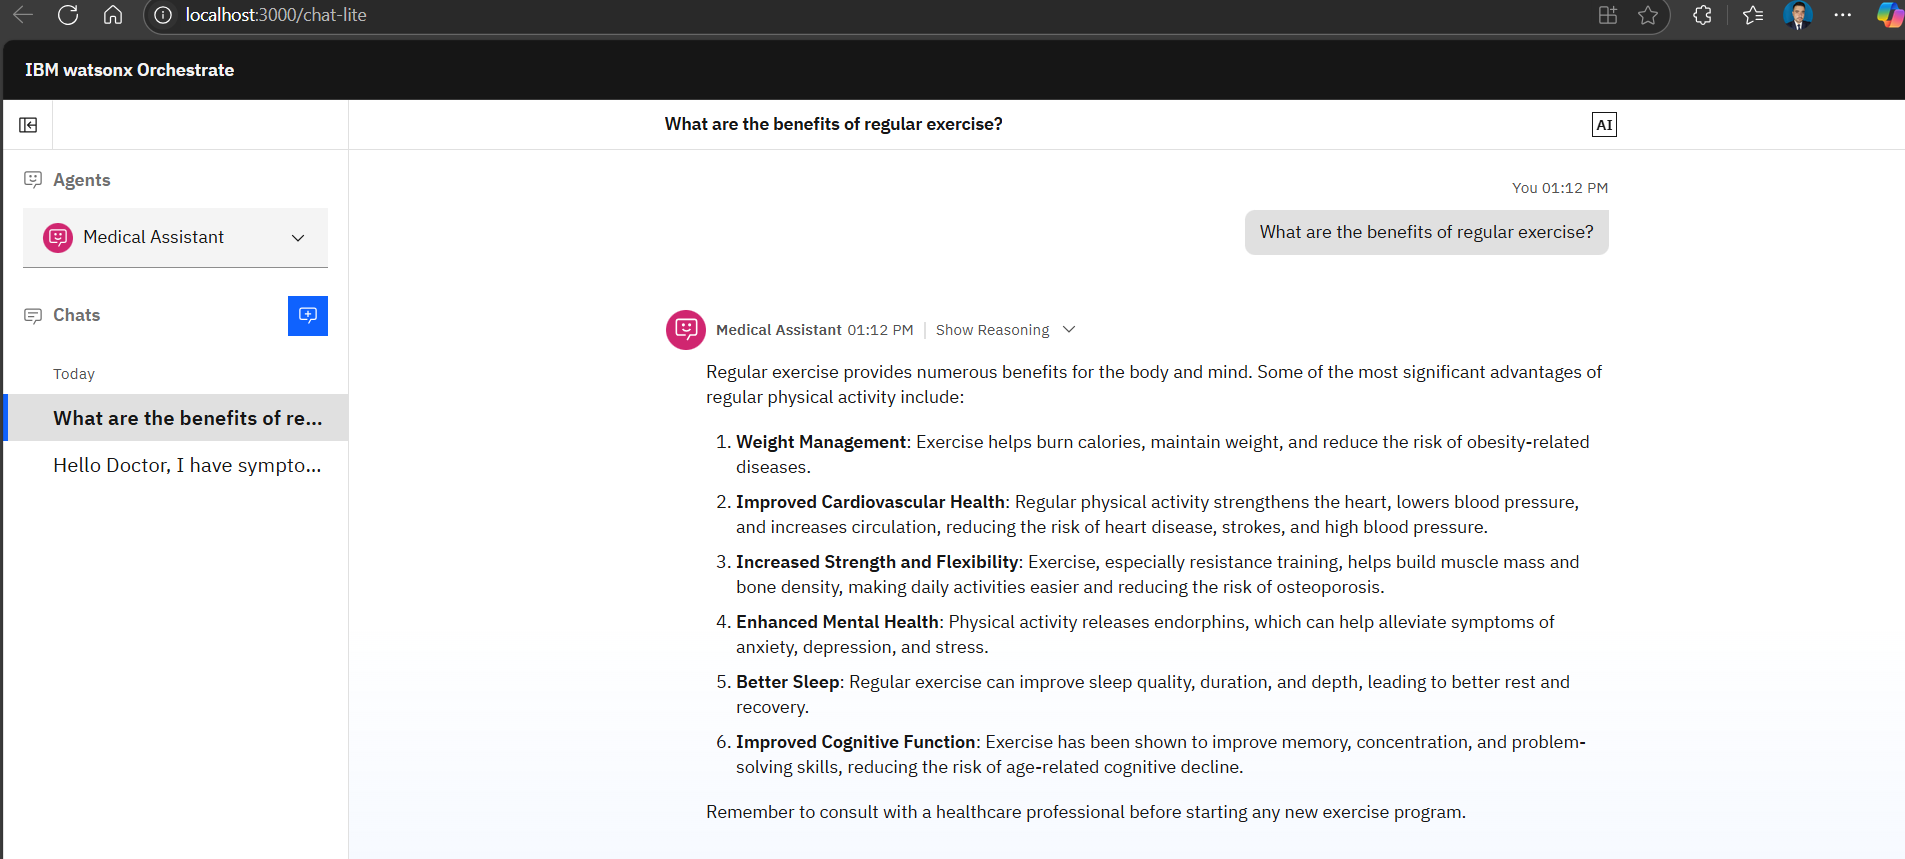 localhost:3000/chat-lite
IBM watsonx Orchestrate
What are the benefits of regular exercise?
AI
Agents
Medical Assistant
Chats
Today
What are the benefits of re...
Hello Doctor, I have sympto...
You 01:12 PM
What are the benefits of regular exercise?
Medical Assistant 01:12 PM | Show Reasoning
Regular exercise provides numerous benefits for the body and mind. Some of the most significant advantages of
regular physical activity include:
1. Weight Management: Exercise helps burn calories, maintain weight, and reduce the risk of obesity-related
diseases.
2. Improved Cardiovascular Health: Regular physical activity strengthens the heart, lowers blood pressure,
and increases circulation, reducing the risk of heart disease, strokes, and high blood pressure.
3. Increased Strength and Flexibility: Exercise, especially resistance training, helps build muscle mass and
bone density, making daily activities easier and reducing the risk of osteoporosis.
4. Enhanced Mental Health: Physical activity releases endorphins, which can help alleviate symptoms of
anxiety, depression, and stress.
5. Better Sleep: Regular exercise can improve sleep quality, duration, and depth, leading to better rest and
recovery.
6. Improved Cognitive Function: Exercise has been shown to improve memory, concentration, and problem-
solving skills, reducing the risk of age-related cognitive decline.
Remember to consult with a healthcare professional before starting any new exercise program.